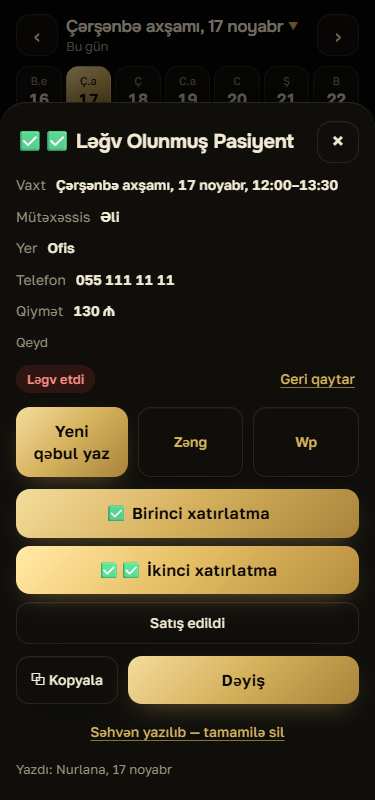 ‹ Çərşənbə axşamı, 17 noyabr ▼ ›
Bu gün
B.e Ç.a Ç C.a C Ş B
16 17 18 19 20 21 22
✅ ✅ Ləğv Olunmuş Pasiyent ×
Vaxt Çərşənbə axşamı, 17 noyabr, 12:00–13:30
Mütəxəssis Əli
Yer Ofis
Telefon 055 111 11 11
Qiymət 130 ₼
Qeyd
Ləgv etdi Geri qaytar
Yeni
qəbul yaz Zəng Wp
✅ Birinci xatırlatma
✅ ✅ İkinci xatırlatma
Satış edildi
Kopyala Dəyiş
Səhvən yazılıb — tamamilə sil
Yazdı: Nurlana, 17 noyabr